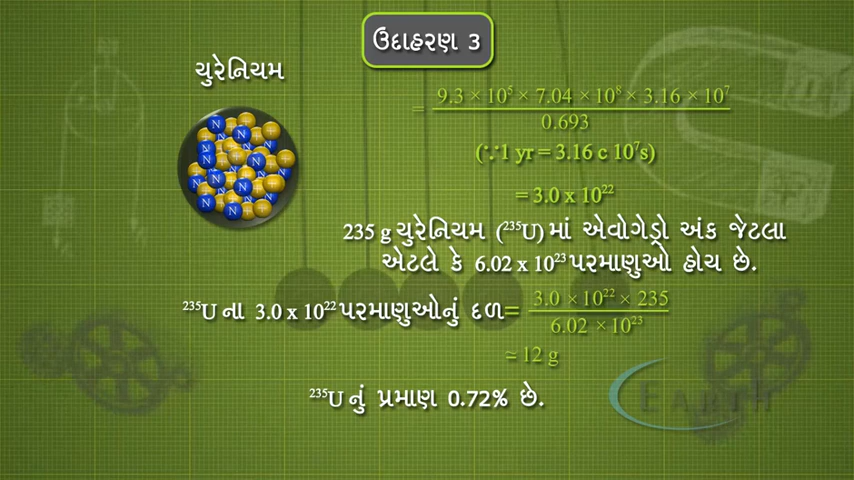 ઉદાહરણ 3
યુરેનિયમ
= 9.3 × 10⁵ × 7.04 × 10⁸ × 3.16 × 10⁷
0.693
(∵1 yr = 3.16 c 10⁷s)
= 3.0 x 10²²
235 g યુરેનિયમ (²³⁵U) માં એવોગેડ્રો અંક જેટલા
એટલે કે 6.02 x 10²³ પરમાણુઓ હોય છે.
²³⁵U ના 3.0 x 10²² પરમાણુઓનું દળ = 3.0 × 10²² × 235
6.02 × 10²³
≃ 12 g
²³⁵U નું પ્રમાણ 0.72% છે.
EARTH